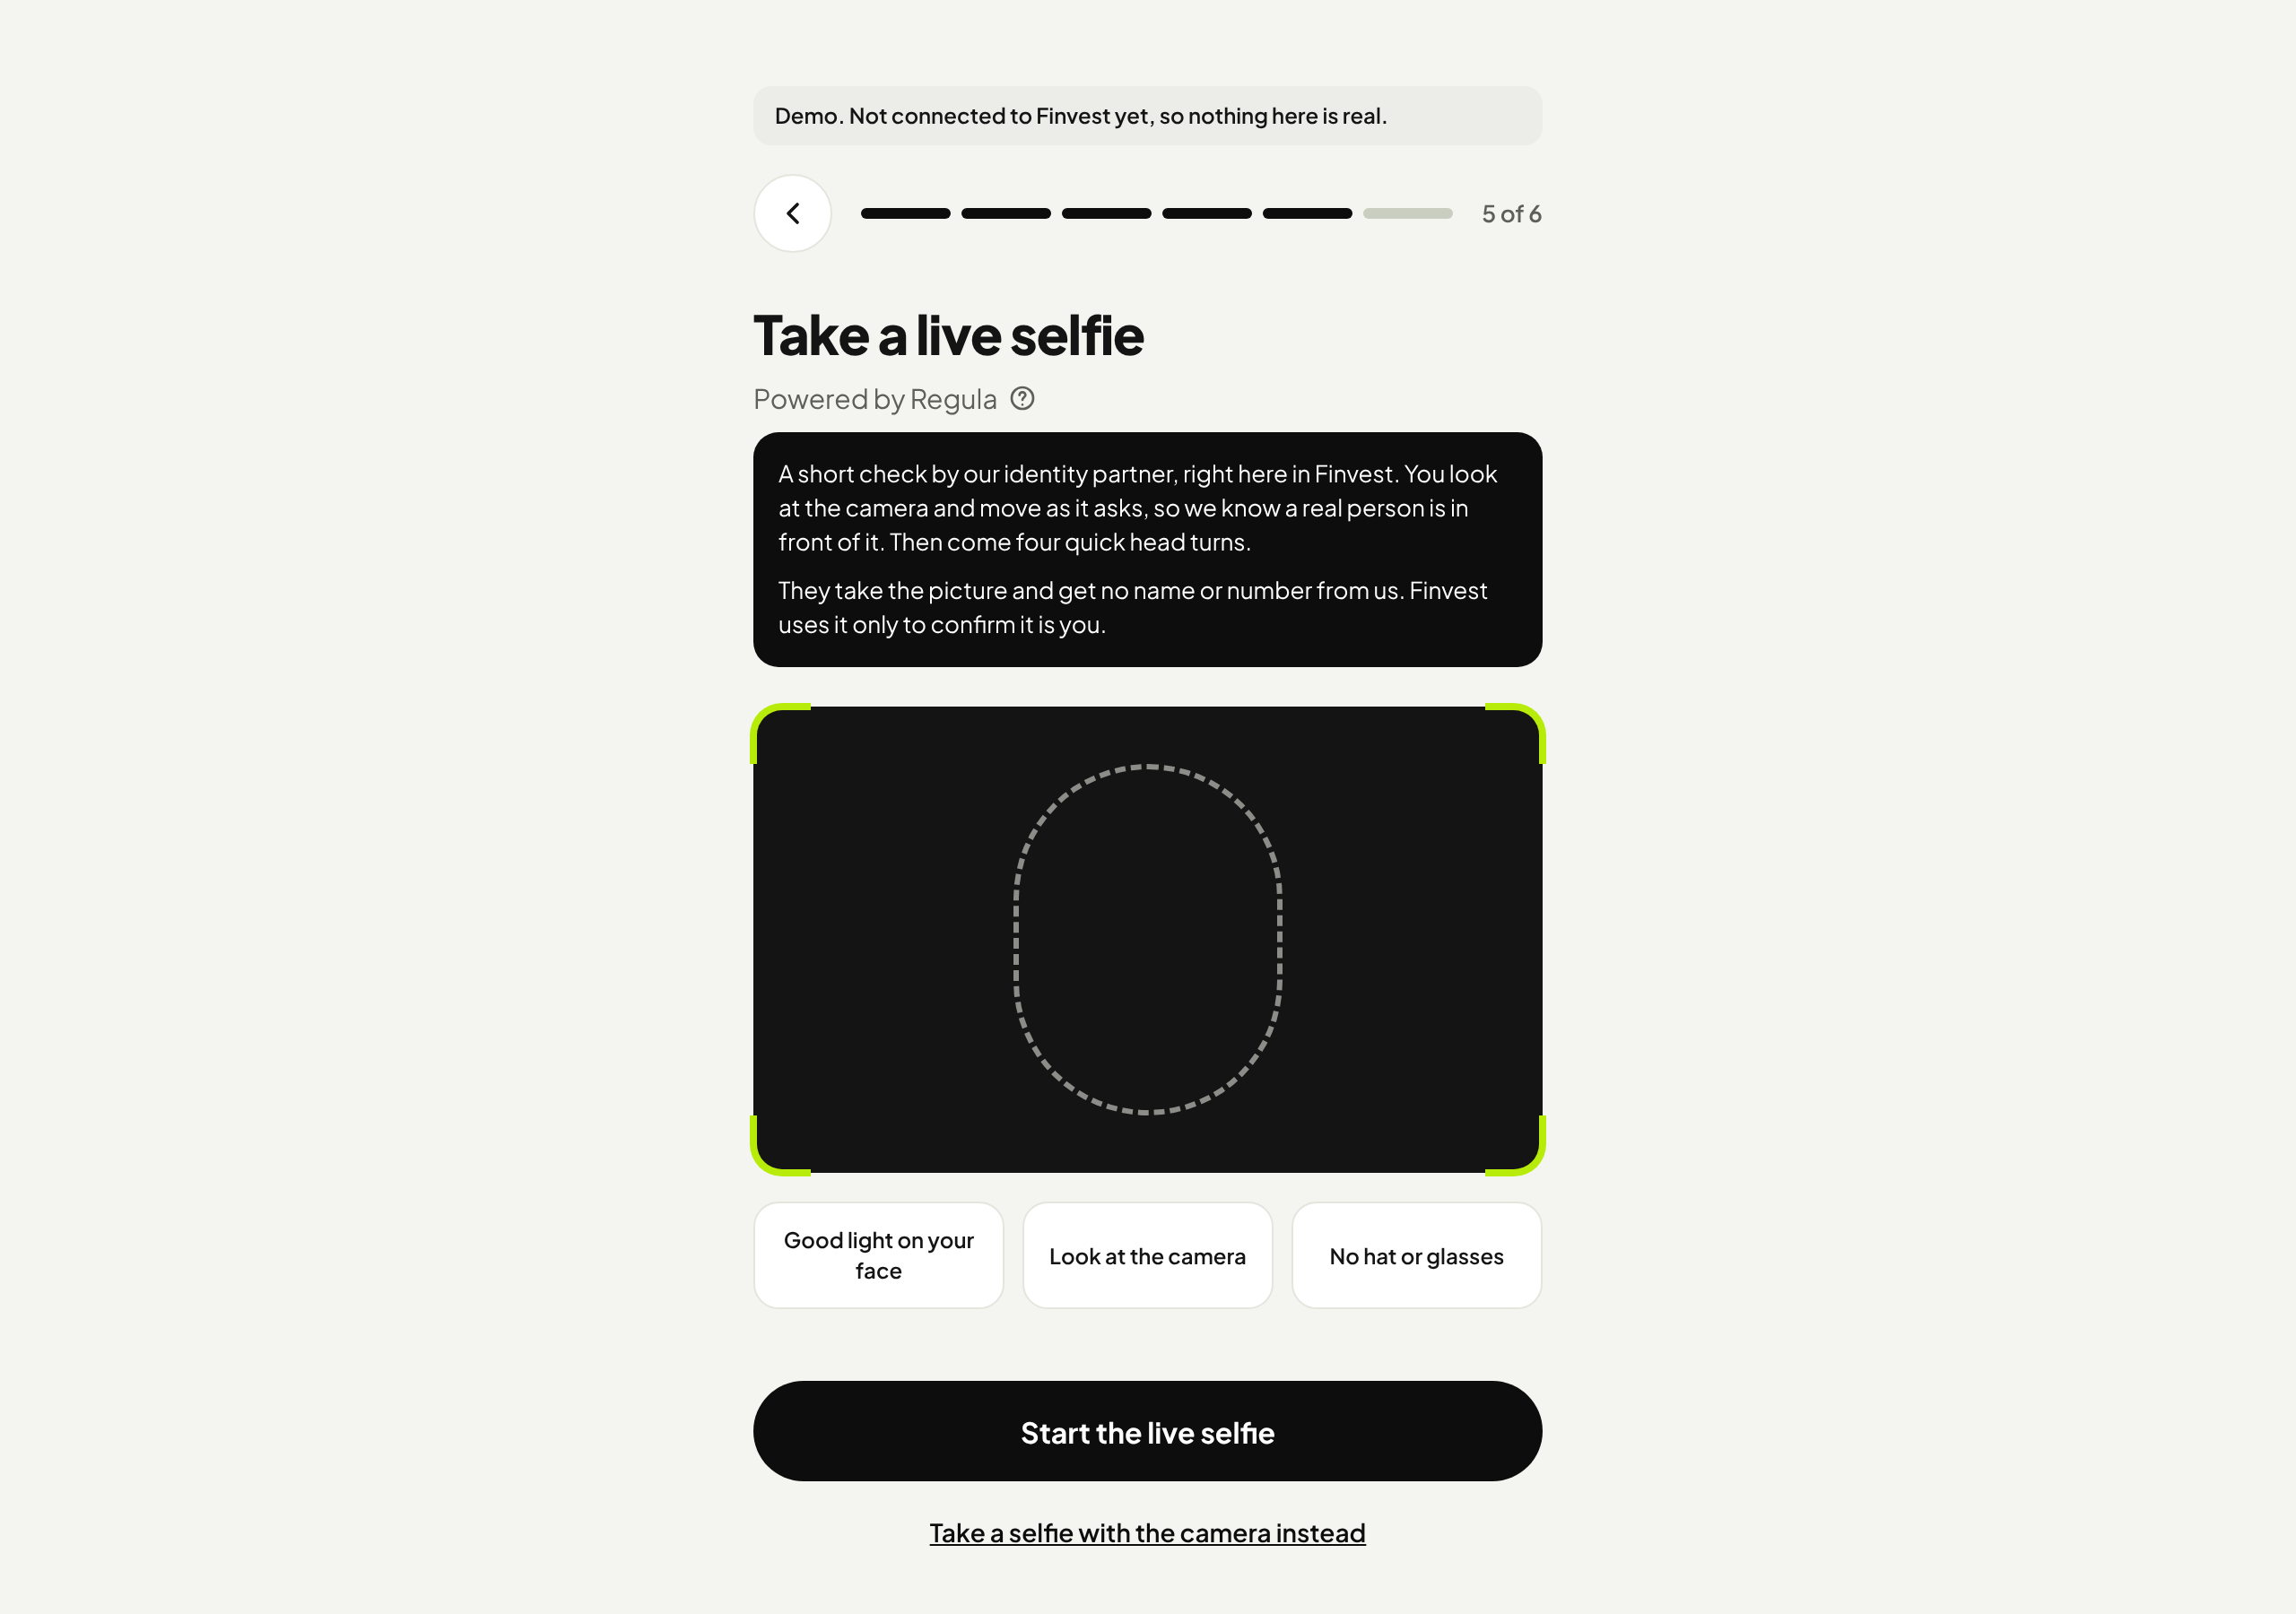 Demo. Not connected to Finvest yet, so nothing here is real.
5 of 6
Take a live selfie
Powered by Regula
A short check by our identity partner, right here in Finvest. You look
at the camera and move as it asks, so we know a real person is in
front of it. Then come four quick head turns.
They take the picture and get no name or number from us. Finvest
uses it only to confirm it is you.
Good light on your
face
Look at the camera
No hat or glasses
Start the live selfie
Take a selfie with the camera instead